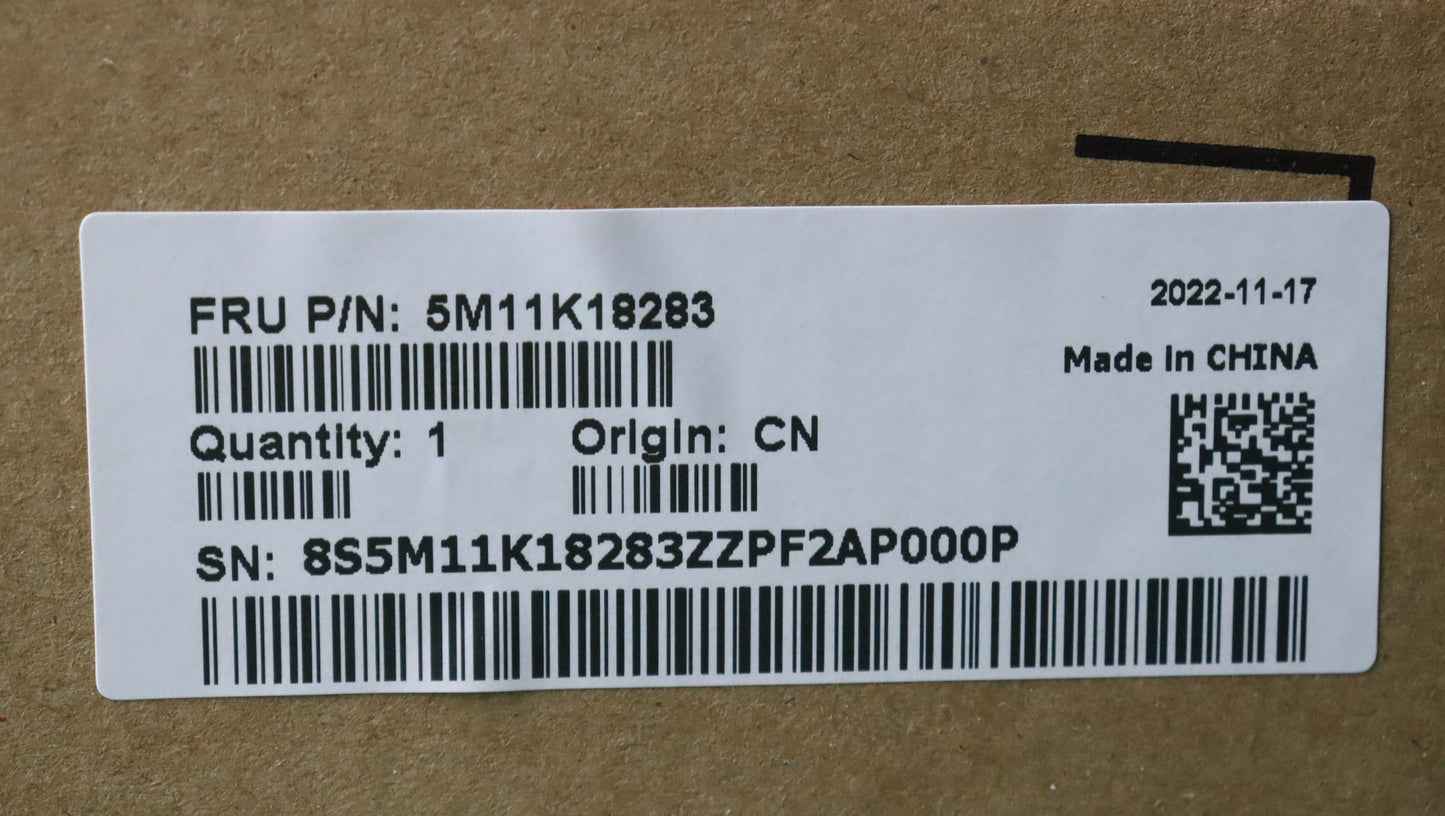 FRU P/N: 5M11K18283
2022-11-17
Made in CHINA
Quantity: 1
Origin: CN
SN: 8S5M11K18283ZZPF2AP000P